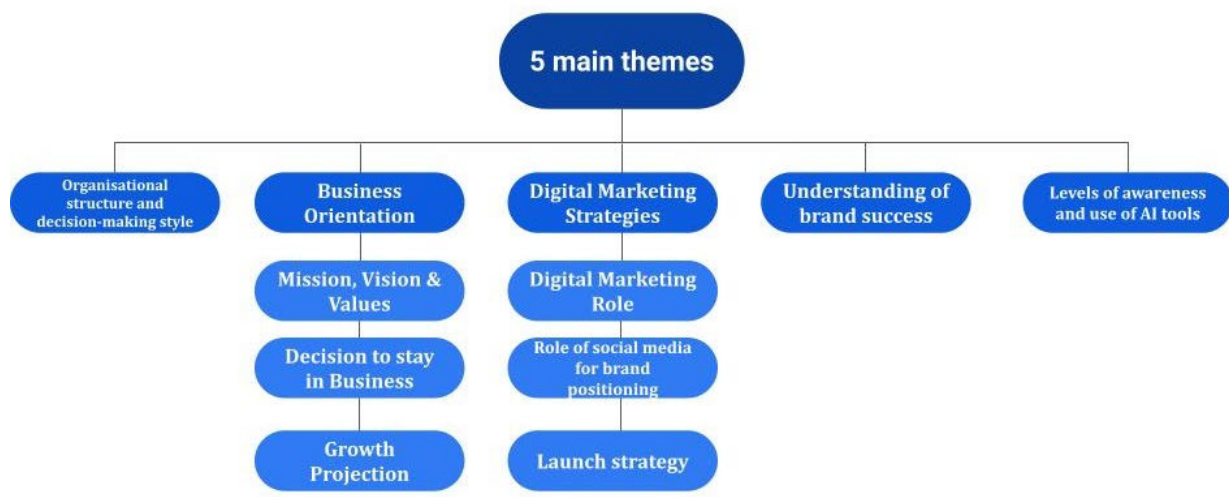 5 main themes
Organisational
structure and
decision-making style
Business
Orientation
Digital Marketing
Strategies
Understanding of
brand success
Levels of awareness
and use of AI tools
Mission, Vision &
Values
Digital Marketing
Role
Decision to stay
in Business
Role of social media
for brand
positioning
Growth
Projection
Launch strategy